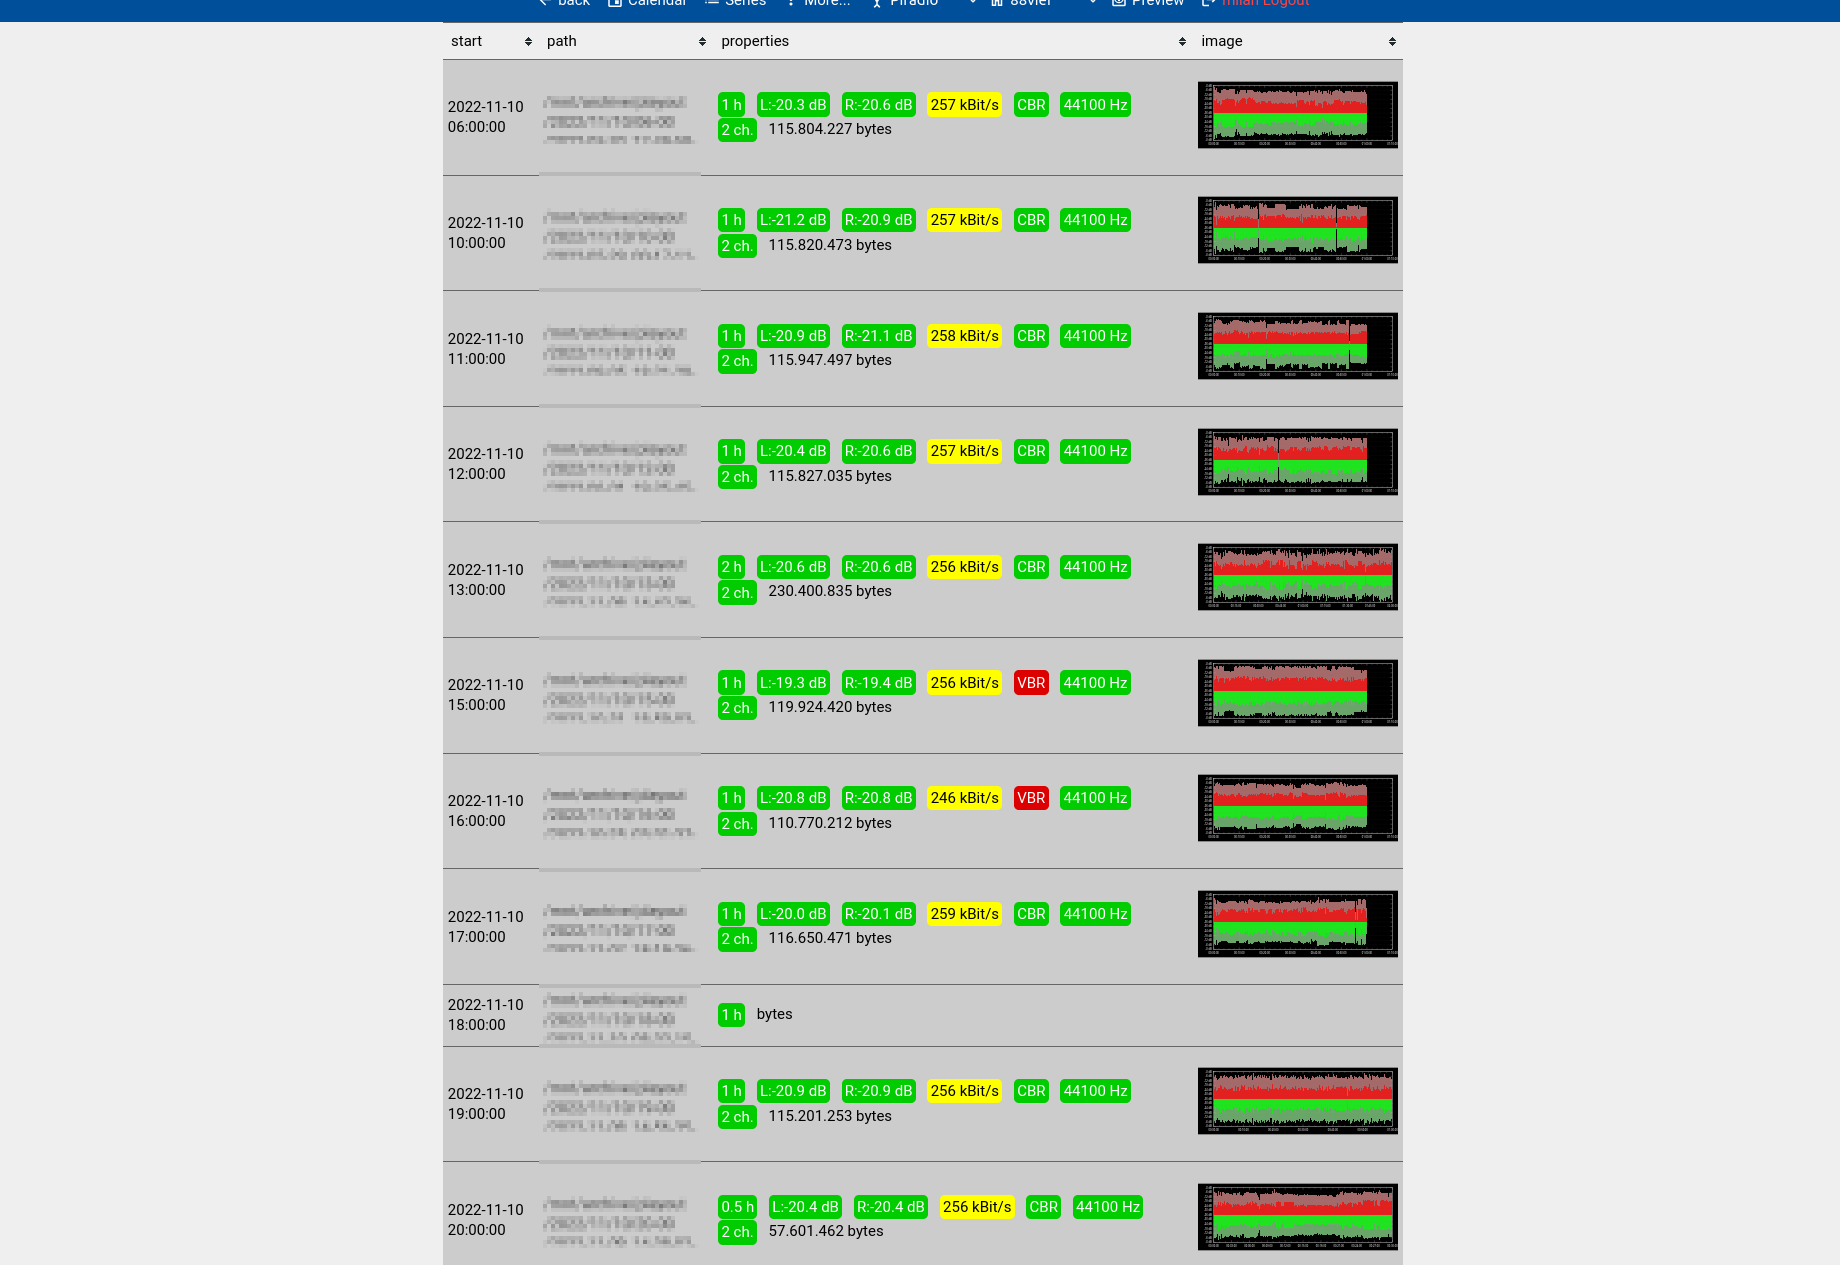 back Calendar Series More... Piradio 88vier Preview milan Logout
start path properties image
2022-11-10
06:00:00
1 h L:-20.3 dB R:-20.6 dB 257 kBit/s CBR 44100 Hz
2 ch. 115.804.227 bytes
2022-11-10
10:00:00
1 h L:-21.2 dB R:-20.9 dB 257 kBit/s CBR 44100 Hz
2 ch. 115.820.473 bytes
2022-11-10
11:00:00
1 h L:-20.9 dB R:-21.1 dB 258 kBit/s CBR 44100 Hz
2 ch. 115.947.497 bytes
2022-11-10
12:00:00
1 h L:-20.4 dB R:-20.6 dB 257 kBit/s CBR 44100 Hz
2 ch. 115.827.035 bytes
2022-11-10
13:00:00
2 h L:-20.6 dB R:-20.6 dB 256 kBit/s CBR 44100 Hz
2 ch. 230.400.835 bytes
2022-11-10
15:00:00
1 h L:-19.3 dB R:-19.4 dB 256 kBit/s VBR 44100 Hz
2 ch. 119.924.420 bytes
2022-11-10
16:00:00
1 h L:-20.8 dB R:-20.8 dB 246 kBit/s VBR 44100 Hz
2 ch. 110.770.212 bytes
2022-11-10
17:00:00
1 h L:-20.0 dB R:-20.1 dB 259 kBit/s CBR 44100 Hz
2 ch. 116.650.471 bytes
2022-11-10
18:00:00
1 h bytes
2022-11-10
19:00:00
1 h L:-20.9 dB R:-20.9 dB 256 kBit/s CBR 44100 Hz
2 ch. 115.201.253 bytes
2022-11-10
20:00:00
0.5 h L:-20.4 dB R:-20.4 dB 256 kBit/s CBR 44100 Hz
2 ch. 57.601.462 bytes